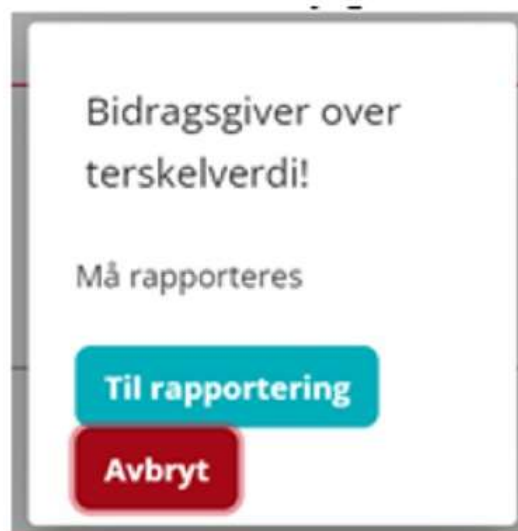 Bidragsgiver over
terskelverdi!
Må rapporteres
Til rapportering
Avbryt